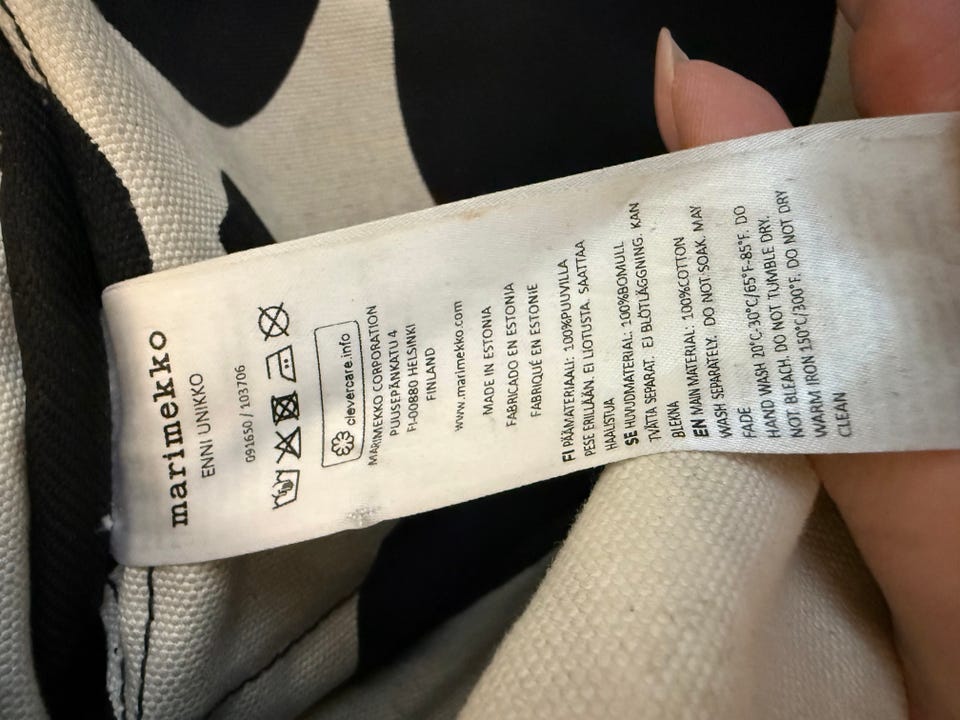 marimekko
ENNI UNIKKO
091650 / 103706
clevercare.info
MARIMEKKO CORPORATION
PUUSEPÄNKATU 4
FI-00880 HELSINKI
FINLAND
www.marimekko.com
MADE IN ESTONIA
FABRICADO EN ESTONIA
FABRIQUÉ EN ESTONIE
FI PÄÄMATERIAALI: 100%PUUVILLA
PESE ERILLÄÄN. EI LIOTUSTA. SAATTAA
HAALISTUA
SE HUVUDMATERIAL: 100%BOMULL
TVÄTTA SEPARAT. EJ BLÖTLÄGGNING. KAN
BLEKNA
EN MAIN MATERIAL: 100%COTTON
WASH SEPARATELY. DO NOT SOAK. MAY
FADE
HAND WASH 20°C-30°C/65°F-85°F. DO
NOT BLEACH. DO NOT TUMBLE DRY.
WARM IRON 150°C/300°F. DO NOT DRY
CLEAN